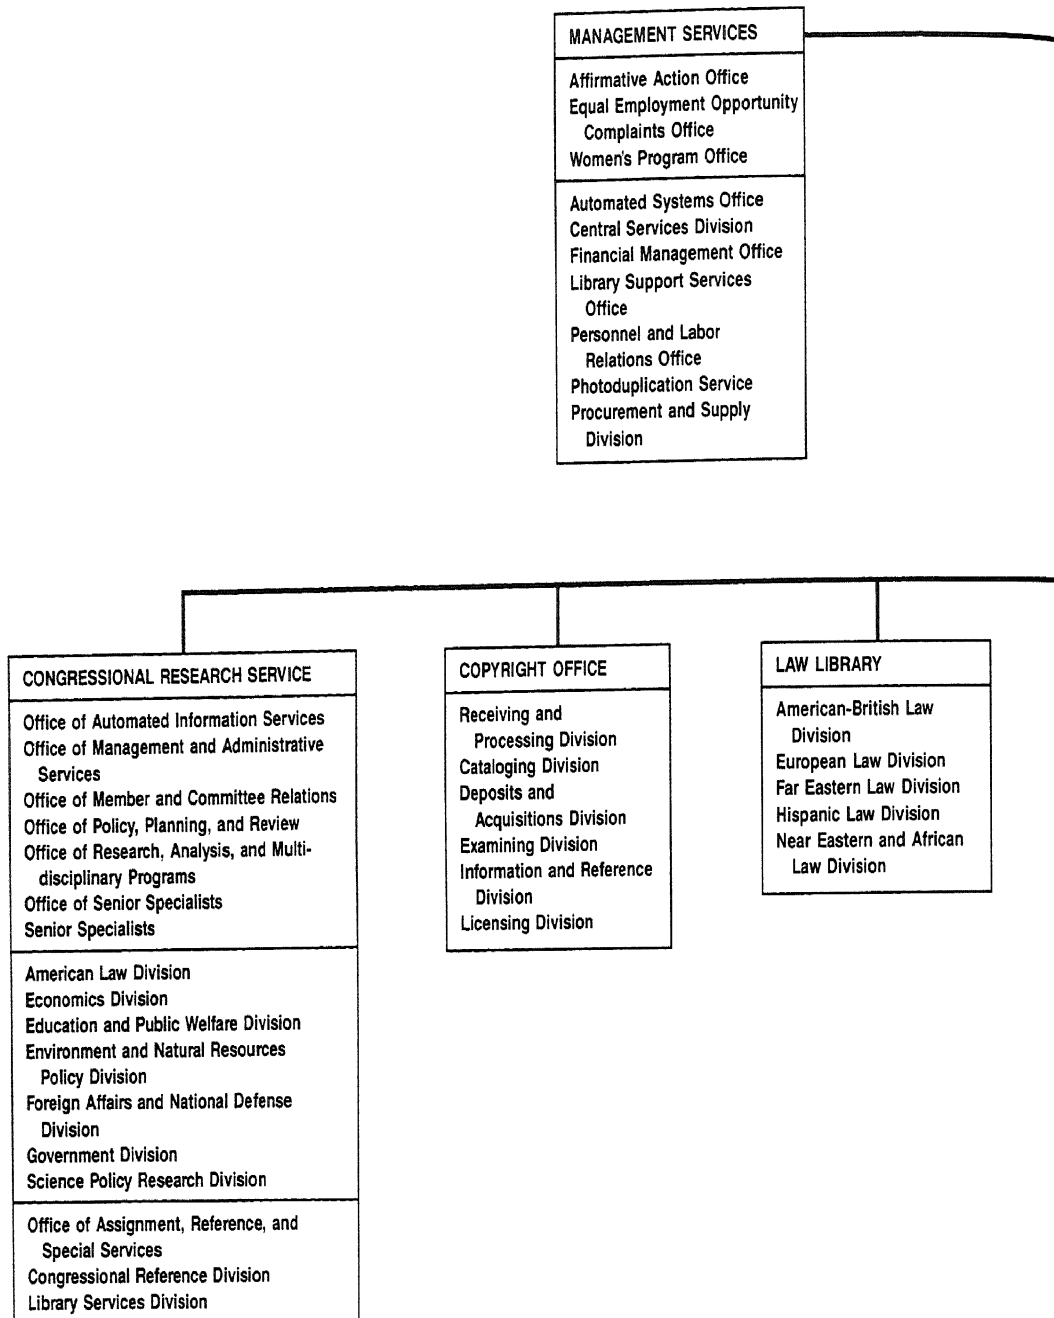 MANAGEMENT SERVICES
Affirmative Action Office
Equal Employment Opportunity
Complaints Office
Women's Program Office
Automated Systems Office
Central Services Division
Financial Management Office
Library Support Services
Office
Personnel and Labor
Relations Office
Photoduplication Service
Procurement and Supply
Division
CONGRESSIONAL RESEARCH SERVICE
Office of Automated Information Services
Office of Management and Administrative
Services
Office of Member and Committee Relations
Office of Policy, Planning, and Review
Office of Research, Analysis, and Multi-
disciplinary Programs
Office of Senior Specialists
Senior Specialists
American Law Division
Economics Division
Education and Public Welfare Division
Environment and Natural Resources
Policy Division
Foreign Affairs and National Defense
Division
Government Division
Science Policy Research Division
Office of Assignment, Reference, and
Special Services
Congressional Reference Division
Library Services Division
COPYRIGHT OFFICE
Receiving and
Processing Division
Cataloging Division
Deposits and
Acquisitions Division
Examining Division
Information and Reference
Division
Licensing Division
LAW LIBRARY
American-British Law
Division
European Law Division
Far Eastern Law Division
Hispanic Law Division
Near Eastern and African
Law Division